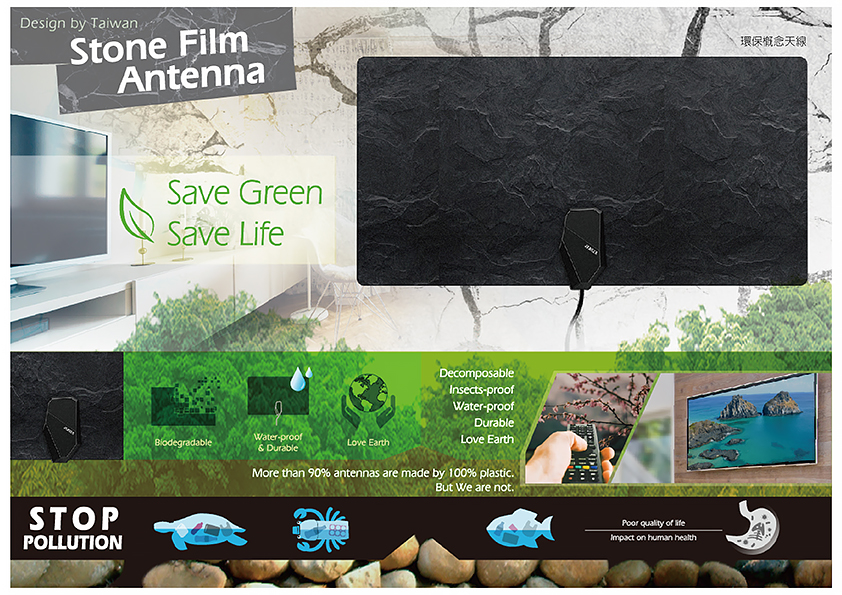 Design by Taiwan
Stone Film
Antenna
環保概念天線
Save Green
Save Life
Decomposable
Insects-proof
Water-proof
Durable
Love Earth
Biodegradable
Water-proof
& Durable
Love Earth
More than 90% antennas are made by 100% plastic.
But We are not.
STOP
POLLUTION
Poor quality of life
Impact on human health